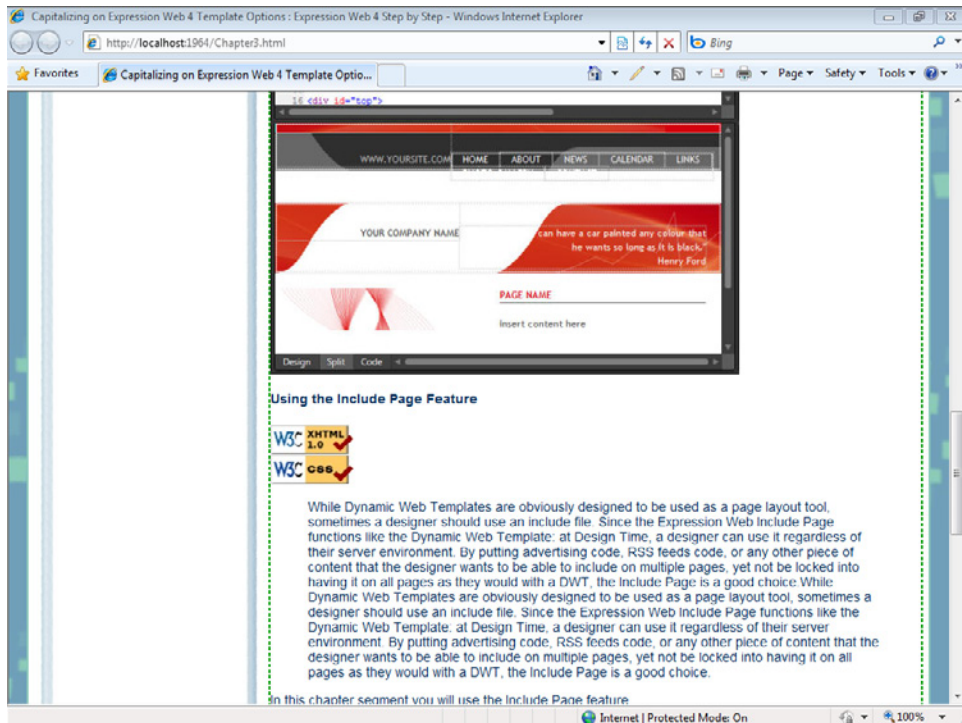 Capitalizing on Expression Web 4 Template Options : Expression Web 4 Step by Step - Windows Internet Explorer
http://localhost:1964/Chapter3.html
Bing
Favorites
Capitalizing on Expression Web 4 Template Optio...
Page
Safety
Tools
16 <div id="top">
WWW.YOURSITE.COM
HOME
ABOUT
NEWS
CALENDAR
LINKS
YOUR COMPANY NAME
can have a car painted any colour that
he wants so long as it is black."
Henry Ford
PAGE NAME
insert content here
Design
Split
Code
Using the Include Page Feature
W3C XHTML 1.0
W3C css
While Dynamic Web Templates are obviously designed to be used as a page layout tool,
sometimes a designer should use an include file. Since the Expression Web Include Page
functions like the Dynamic Web Template: at Design Time, a designer can use it regardless of
their server environment. By putting advertising code, RSS feeds code, or any other piece of
content that the designer wants to be able to include on multiple pages, yet not be locked into
having it on all pages as they would with a DWT, the Include Page is a good choice.While
Dynamic Web Templates are obviously designed to be used as a page layout tool, sometimes a
designer should use an include file. Since the Expression Web Include Page functions like the
Dynamic Web Template: at Design Time, a designer can use it regardless of their server
environment. By putting advertising code, RSS feeds code, or any other piece of content that the
designer wants to be able to include on multiple pages, yet not be locked into having it on all
pages as they would with a DWT, the Include Page is a good choice.
In this chapter segment you will use the Include Page feature
Internet | Protected Mode: On
100%